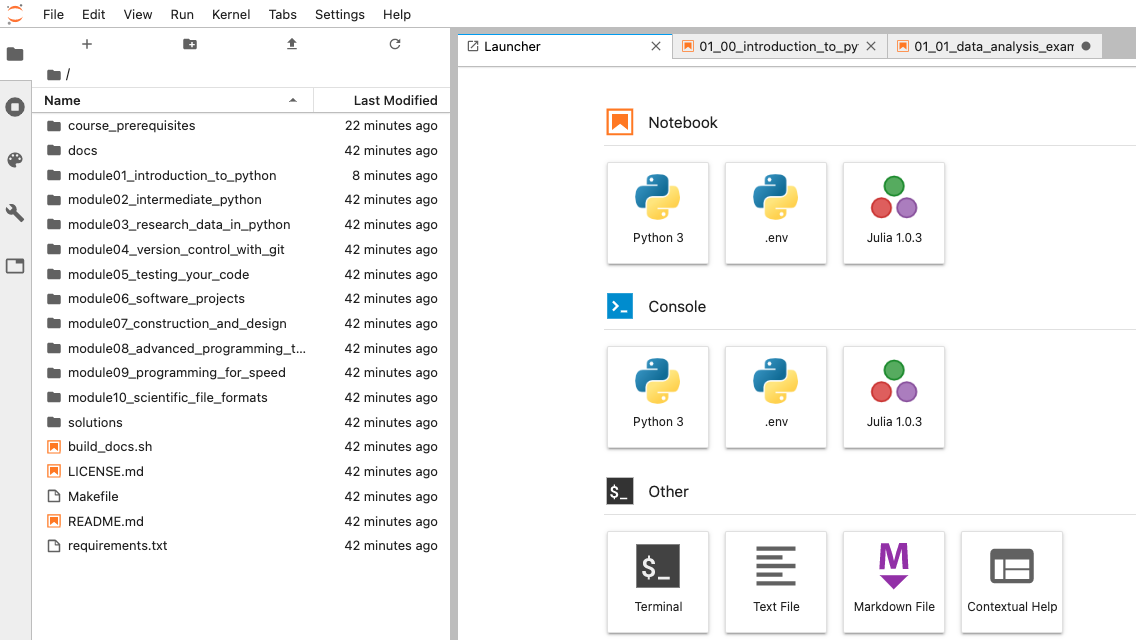 File Edit View Run Kernel Tabs Settings Help
/
Name Last Modified
course_prerequisites 22 minutes ago
docs 42 minutes ago
module01_introduction_to_python 8 minutes ago
module02_intermediate_python 42 minutes ago
module03_research_data_in_python 42 minutes ago
module04_version_control_with_git 42 minutes ago
module05_testing_your_code 42 minutes ago
module06_software_projects 42 minutes ago
module07_construction_and_design 42 minutes ago
module08_advanced_programming_t... 42 minutes ago
module09_programming_for_speed 42 minutes ago
module10_scientific_file_formats 42 minutes ago
solutions 42 minutes ago
build_docs.sh 42 minutes ago
LICENSE.md 42 minutes ago
Makefile 42 minutes ago
README.md 42 minutes ago
requirements.txt 42 minutes ago
Launcher 01_00_introduction_to_py 01_01_data_analysis_exam
Notebook
Python 3 .env Julia 1.0.3
Console
Python 3 .env Julia 1.0.3
$_ Other
$_ M
Terminal Text File Markdown File Contextual Help